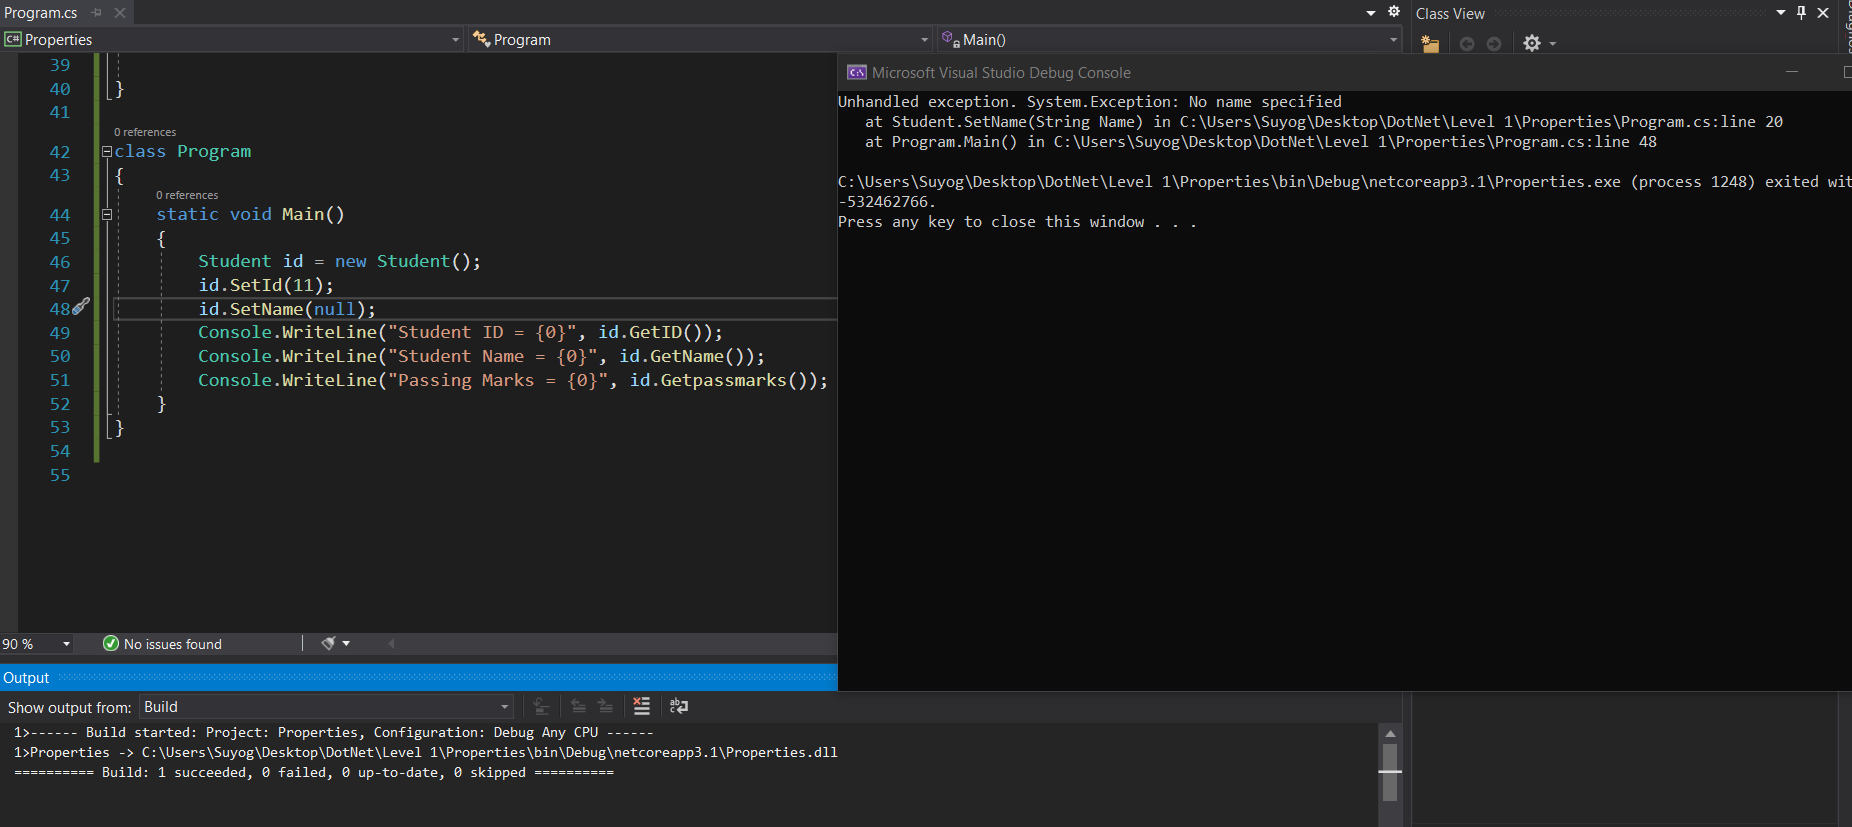 Program.cs
Class View
Properties
Program
Main()
39
40 }
41
0 references
42 class Program
43 {
0 references
44 static void Main()
45 {
46 Student id = new Student();
47 id.SetId(11);
48 id.SetName(null);
49 Console.WriteLine("Student ID = {0}", id.GetID());
50 Console.WriteLine("Student Name = {0}", id.GetName());
51 Console.WriteLine("Passing Marks = {0}", id.Getpassmarks());
52 }
53 }
54
55
Microsoft Visual Studio Debug Console
Unhandled exception. System.Exception: No name specified
at Student.SetName(String Name) in C:\Users\Suyog\Desktop\DotNet\Level 1\Properties\Program.cs:line 20
at Program.Main() in C:\Users\Suyog\Desktop\DotNet\Level 1\Properties\Program.cs:line 48
C:\Users\Suyog\Desktop\DotNet\Level 1\Properties\bin\Debug\netcoreapp3.1\Properties.exe (process 1248) exited wit
-532462766.
Press any key to close this window . . .
90 %
No issues found
Output
Show output from: Build
1>------ Build started: Project: Properties, Configuration: Debug Any CPU ------
1>Properties -> C:\Users\Suyog\Desktop\DotNet\Level 1\Properties\bin\Debug\netcoreapp3.1\Properties.dll
========== Build: 1 succeeded, 0 failed, 0 up-to-date, 0 skipped ==========